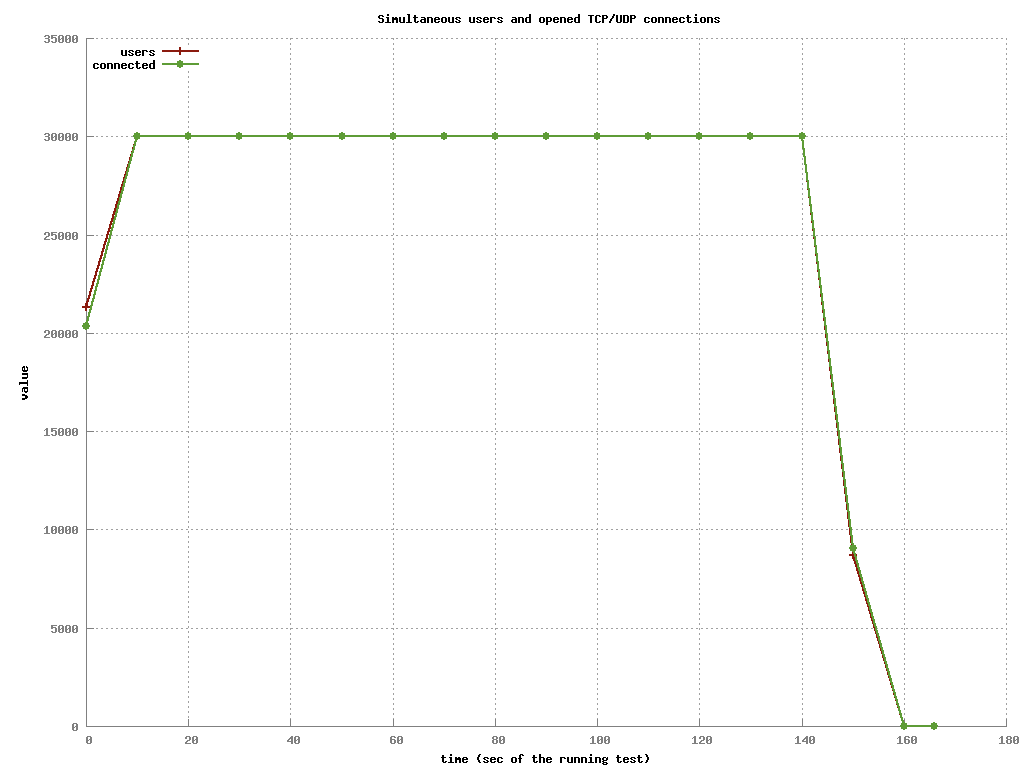 Simultaneous users and opened TCP/UDP connections
35000
users
connected
30000
25000
20000
value
15000
10000
5000
0
0 20 40 60 80 100 120 140 160 180
time (sec of the running test)